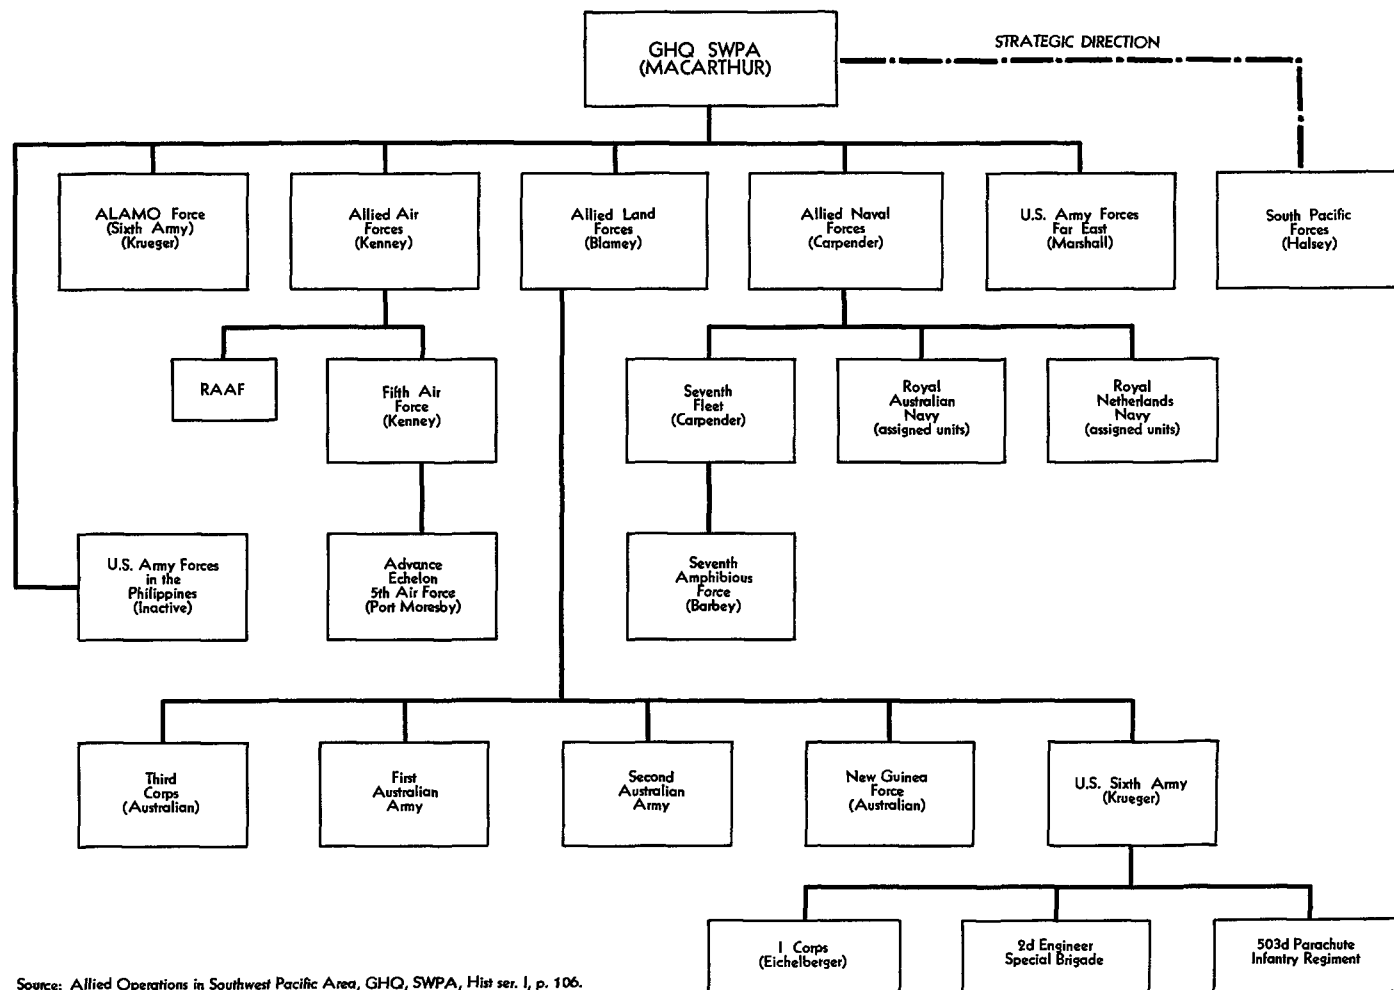 GHQ SWPA
(MACARTHUR)
STRATEGIC DIRECTION
ALAMO Force
(Sixth Army)
(Krueger)
Allied Air
Forces
(Kenney)
Allied Land
Forces
(Blamey)
Allied Naval
Forces
(Carpender)
U.S. Army Forces
Far East
(Marshall)
South Pacific
Forces
(Halsey)
RAAF
Fifth Air
Force
(Kenney)
Seventh
Fleet
(Carpender)
Royal
Australian
Navy
(assigned units)
Royal
Netherlands
Navy
(assigned units)
U.S. Army Forces
in the
Philippines
(Inactive)
Advance
Echelon
5th Air Force
(Port Moresby)
Seventh
Amphibious
Force
(Barbey)
Third
Corps
(Australian)
First
Australian
Army
Second
Australian
Army
New Guinea
Force
(Australian)
U.S. Sixth Army
(Krueger)
I Corps
(Eichelberger)
2d Engineer
Special Brigade
503d Parachute
Infantry Regiment
Source: Allied Operations in Southwest Pacific Area, GHQ, SWPA, Hist ser. I, p. 106.